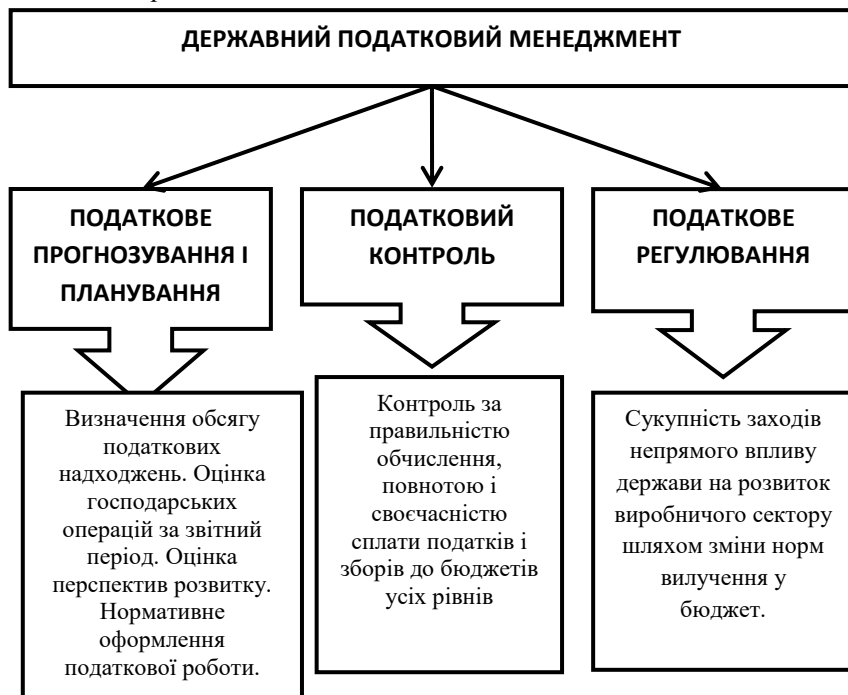 ДЕРЖАВНИЙ ПОДАТКОВИЙ МЕНЕДЖМЕНТ
ПОДАТКОВЕ
ПРОГНОЗУВАННЯ І
ПЛАНУВАННЯ
ПОДАТКОВИЙ
КОНТРОЛЬ
ПОДАТКОВЕ
РЕГУЛЮВАННЯ
Визначення обсягу
податкових
надходжень. Оцінка
господарських
операцій за звітний
період. Оцінка
перспектив розвитку.
Нормативне
оформлення
податкової роботи.
Контроль за
правильністю
обчислення,
повнотою і
своєчасністю
сплати податків і
зборів до бюджетів
усіх рівнів
Сукупність заходів
непрямого впливу
держави на розвиток
виробничого сектору
шляхом зміни норм
вилучення у
бюджет.